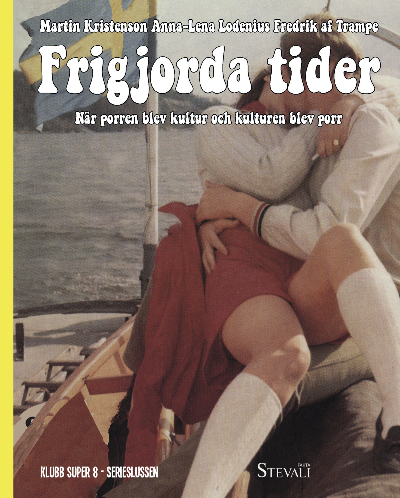 Martin Kristenson Anna-Lena Lodenius Fredrik af Trampe
Frigjorda tider
När porren blev kultur och kulturen blev porr
KLUBB SUPER 8 - SERIESLUSSEN
FAKTA
STEVALI